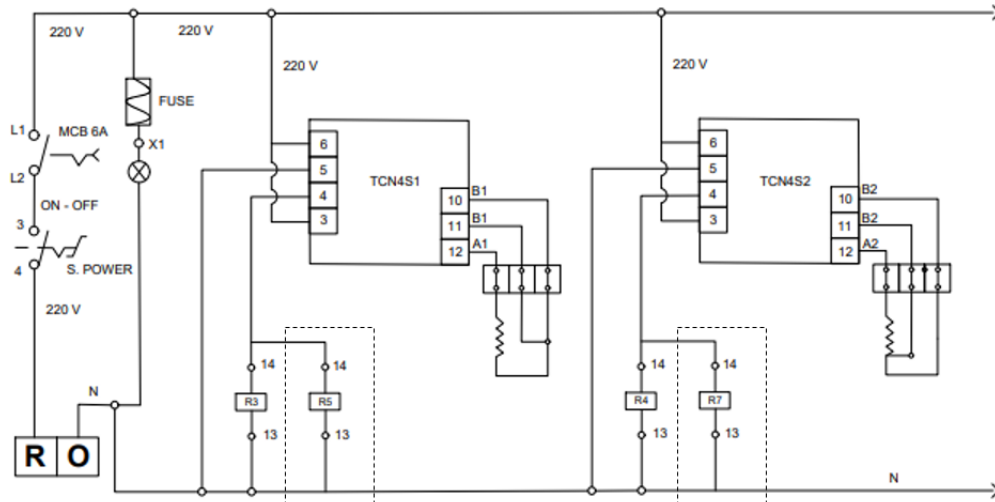 220 V
220 V
220 V
220 V
FUSE
L1
MCB 6A
X1
L2
ON - OFF
3
4
S. POWER
220 V
N
R O
6
5
4
3
TCN4S1
10
11
12
B1
B1
A1
14
14
R3
R5
13
13
6
5
4
3
TCN4S2
10
11
12
B2
B2
A2
14
14
R4
R7
13
13
N